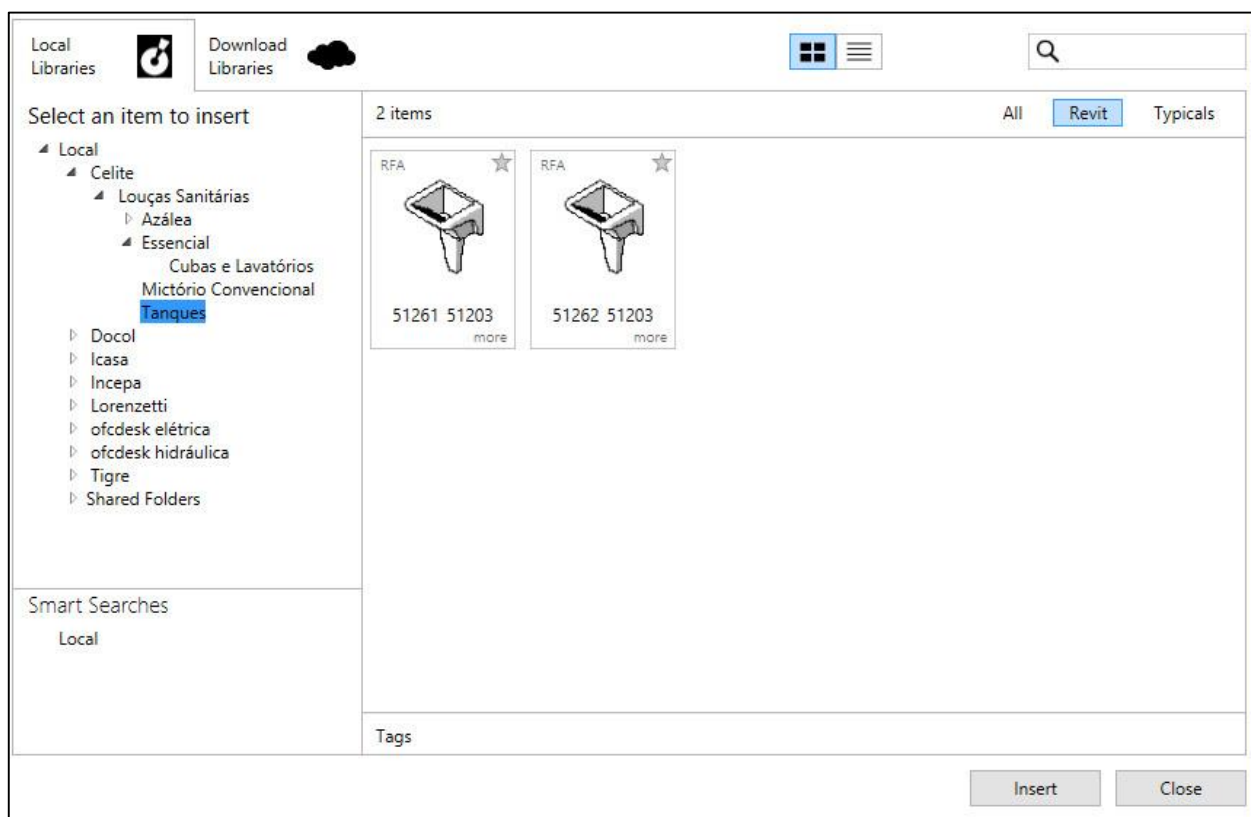 Local
Libraries
Download
Libraries
Select an item to insert
2 items
All
Revit
Typicals
Local
Celite
Louças Sanitárias
Azálea
Essencial
Cubas e Lavatórios
Mictório Convencional
Tanques
Docol
Icasa
Incepa
Lorenzetti
ofcdesk elétrica
ofcdesk hidráulica
Tigre
Shared Folders
RFA
51261 51203
more
RFA
51262 51203
more
Smart Searches
Local
Tags
Insert
Close